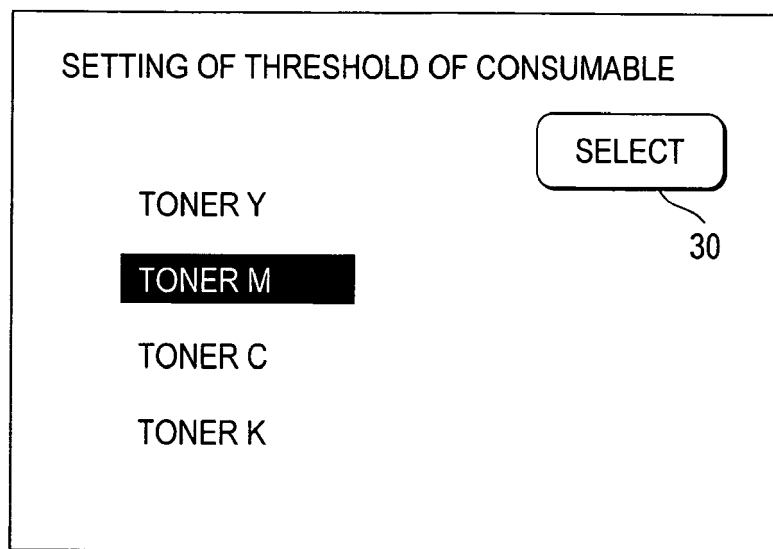 SETTING OF THRESHOLD OF CONSUMABLE
SELECT
30
TONER Y
TONER M
TONER C
TONER K